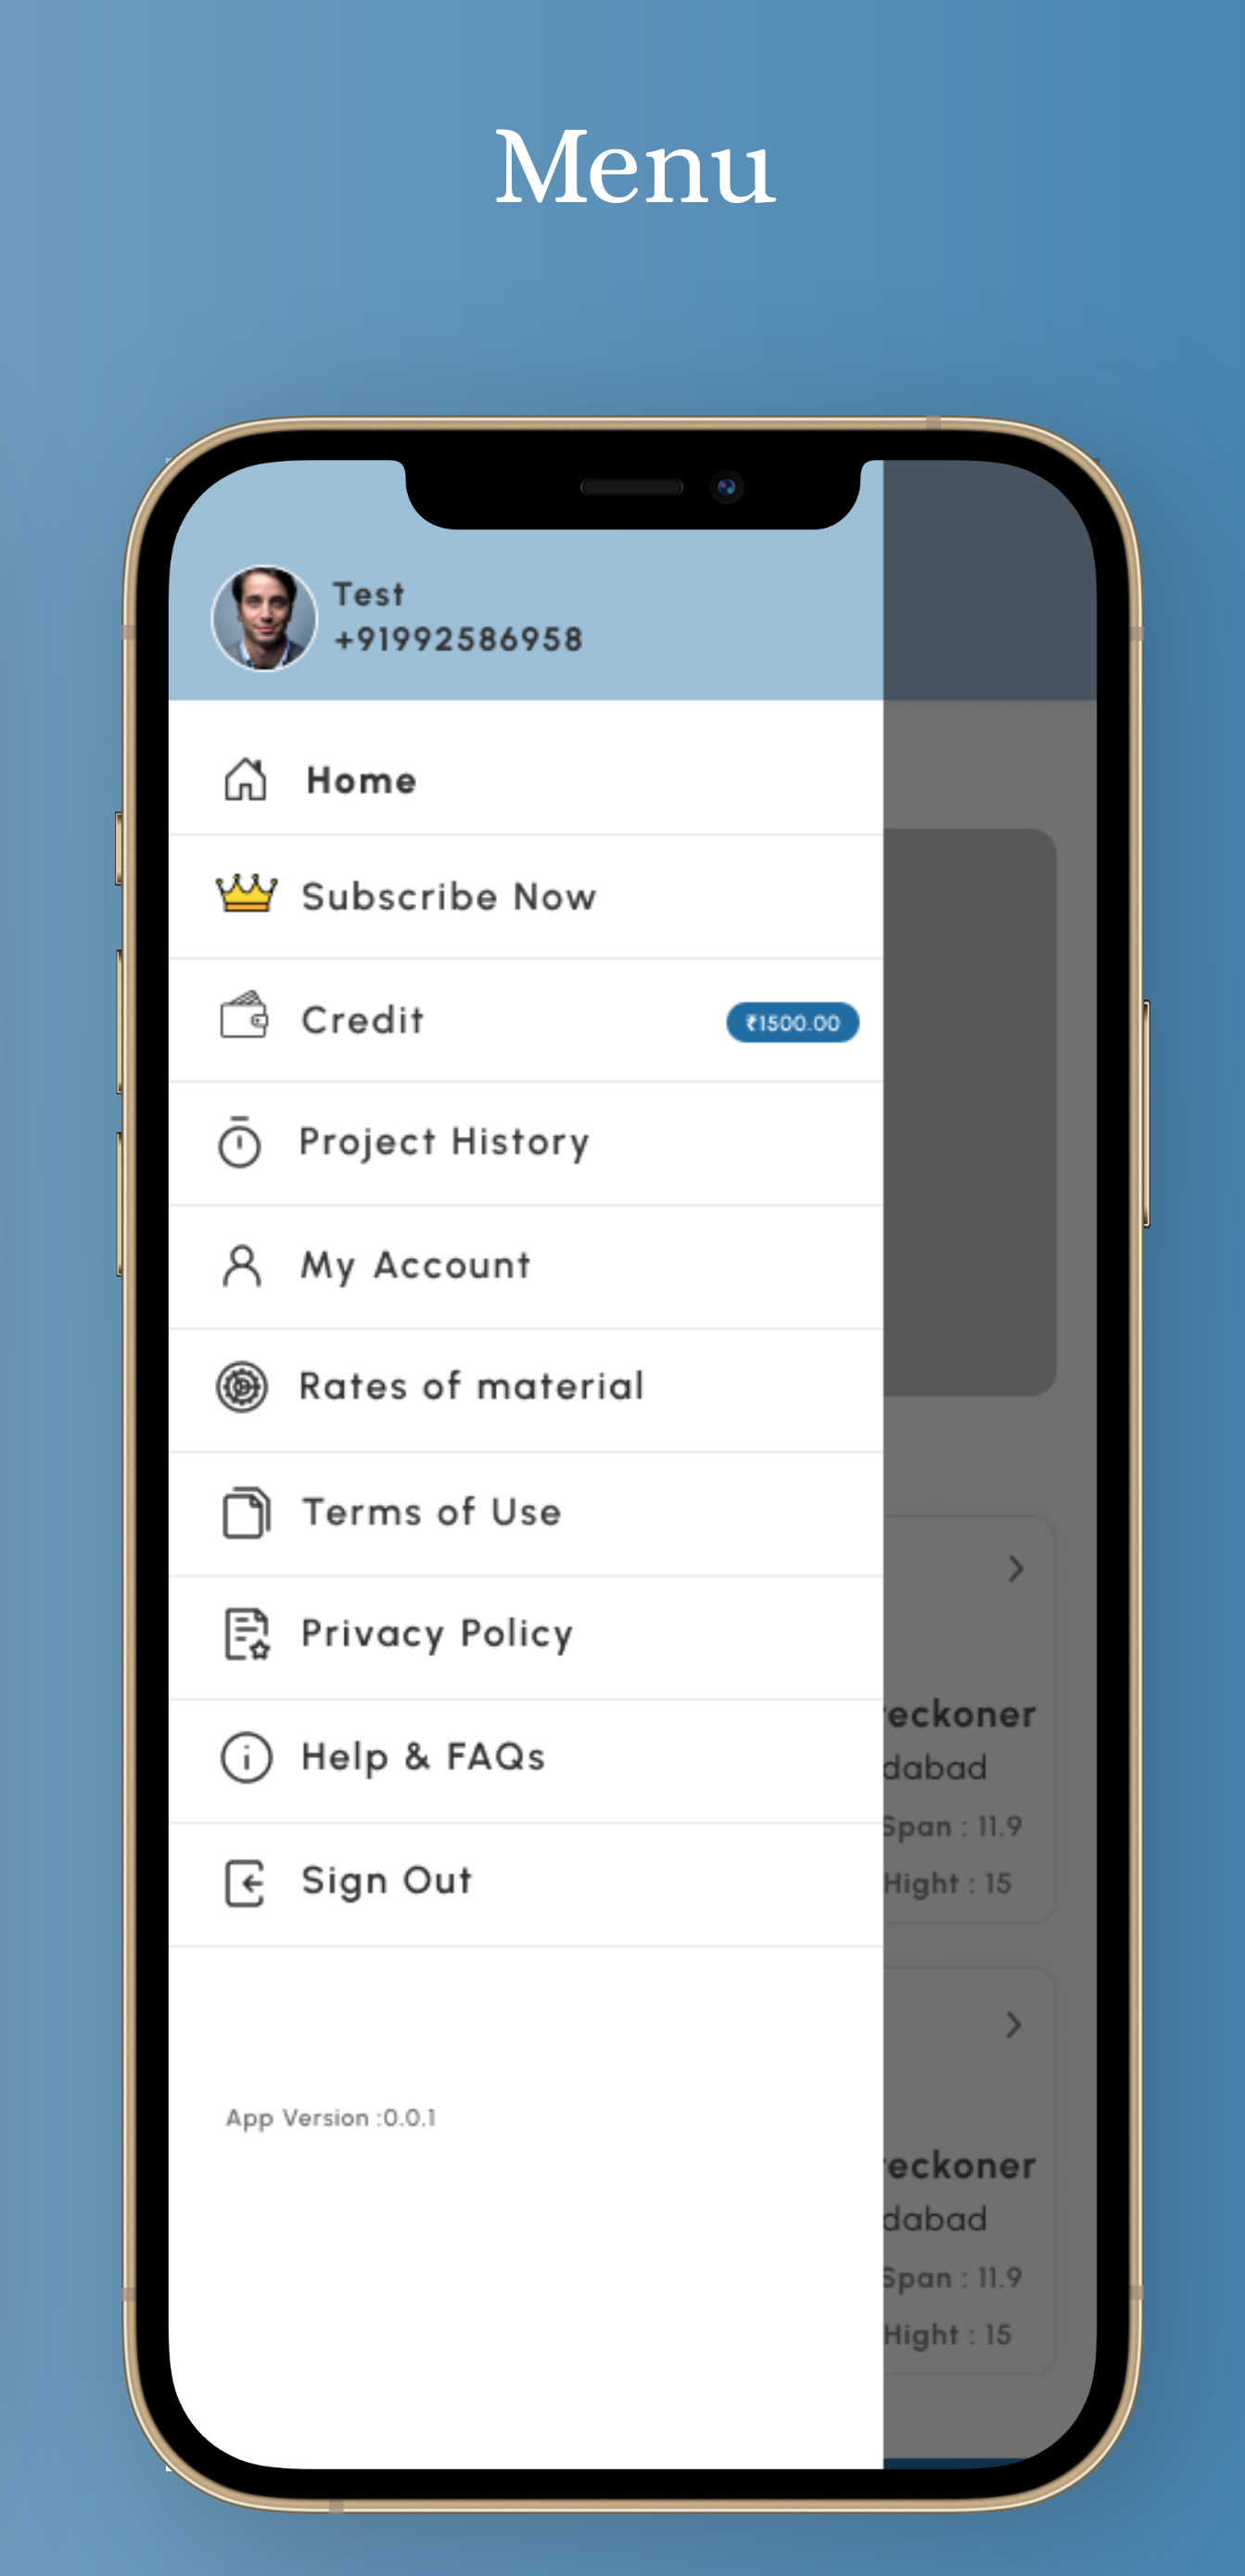 Menu
Test
+91992586958
Home
Subscribe Now
Credit
₹1500.00
Project History
My Account
Rates of material
Terms of Use
Privacy Policy
Help & FAQs
Sign Out
App Version :0.0.1
eckoner
dabad
Span : 11.9
Hight : 15
eckoner
dabad
Span : 11.9
Hight : 15